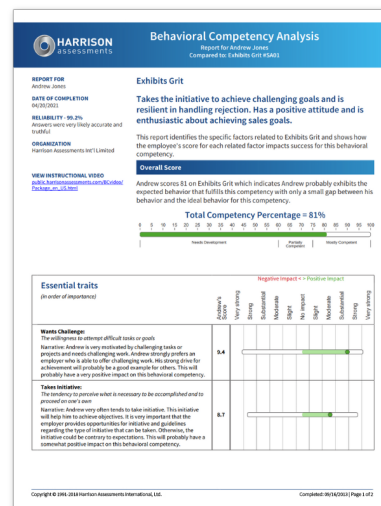 HARRISON
assessments
Behavioral Competency Analysis
Report for Andrew Jones
Compared to: Exhibits Grit #SA01
REPORT FOR
Andrew Jones
DATE OF COMPLETION
04/20/2021
RELIABILITY - 99.2%
Answers were very likely accurate and
truthful
ORGANIZATION
Harrison Assessments Int'l Limited
VIEW INSTRUCTIONAL VIDEO
public.harrisonassessments.com/BCvideo/
Package_en_US.html
Exhibits Grit
Takes the initiative to achieve challenging goals and is
resilient in handling rejection. Has a positive attitude and is
enthusiastic about achieving sales goals.
This report identifies the specific factors related to Exhibits Grit and shows how
the employee's score for each related factor impacts success for this behavioral
competency.
Overall Score
Andrew scores 81 on Exhibits Grit which indicates Andrew probably exhibits the
expected behavior that fulfills this competency with only a small gap between his
behavior and the ideal behavior for this competency.
Total Competency Percentage = 81%
0 5 10 15 20 25 30 35 40 45 50 55 60 65 70 75 80 85 90 95 100
Needs Development
Partially
Competent
Mostly Competent
Essential traits
(in order of importance)
Negative Impact < > Positive Impact
Andrew's
Score
Very strong
Strong
Substantial
Moderate
Slight
No impact
Slight
Moderate
Substantial
Strong
Very strong
Wants Challenge:
The willingness to attempt difficult tasks or goals
Narrative: Andrew is very motivated by challenging tasks or
projects and needs challenging work. Andrew strongly prefers an
employer who is able to offer challenging work. His strong drive for
achievement will probably be a good example for others. This will
probably have a very positive impact on this behavioral competency.
9.4
Takes Initiative:
The tendency to perceive what is necessary to be accomplished and to
proceed on one's own
Narrative: Andrew very often tends to take initiative. This initiative
will help him to achieve objectives. It is very important that the
employer provides opportunities for initiative and guidelines
regarding the type of initiative that can be taken. Otherwise, the
initiative could be contrary to expectations. This will probably have a
somewhat positive impact on this behavioral competency.
8.7
Copyright © 1991-2018 Harrison Assessments International, Ltd.
Completed: 09/16/2013 | Page 1 of 2